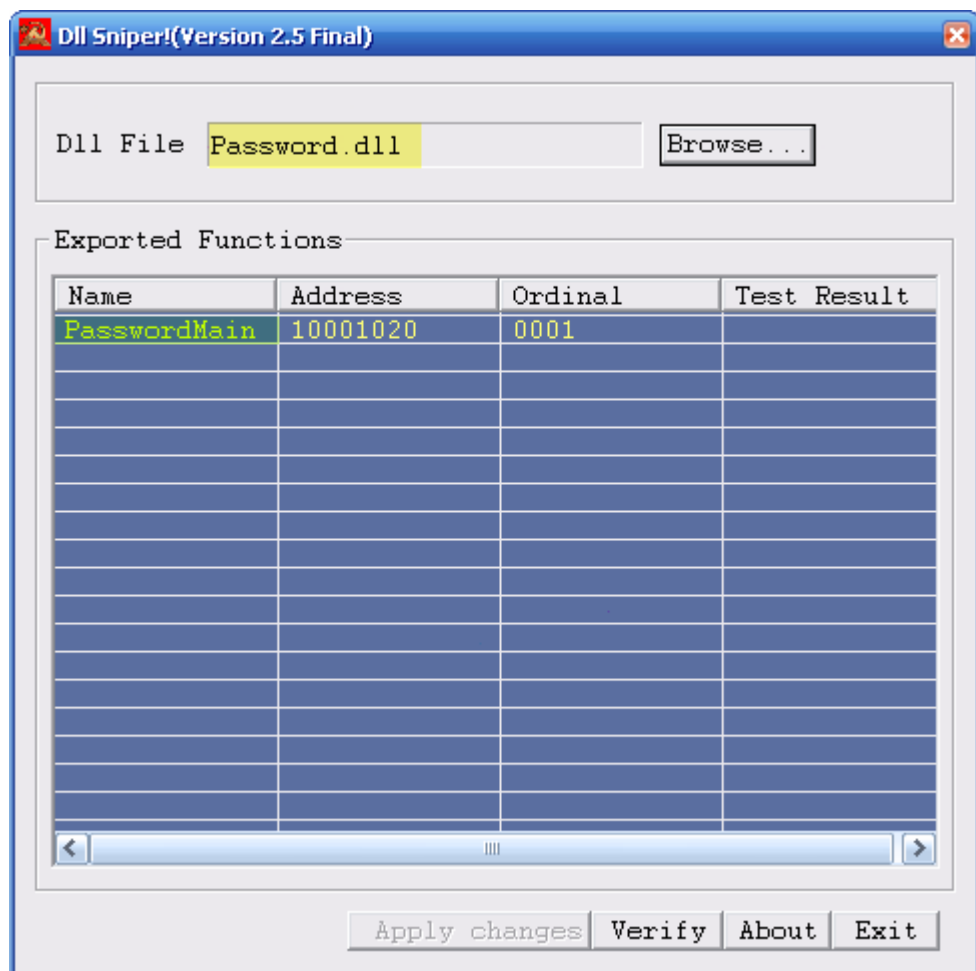 Dll Sniper!(Version 2.5 Final)
Dll File Password.dll Browse...
Exported Functions
Name Address Ordinal Test Result
PasswordMain 10001020 0001
Apply changes Verify About Exit